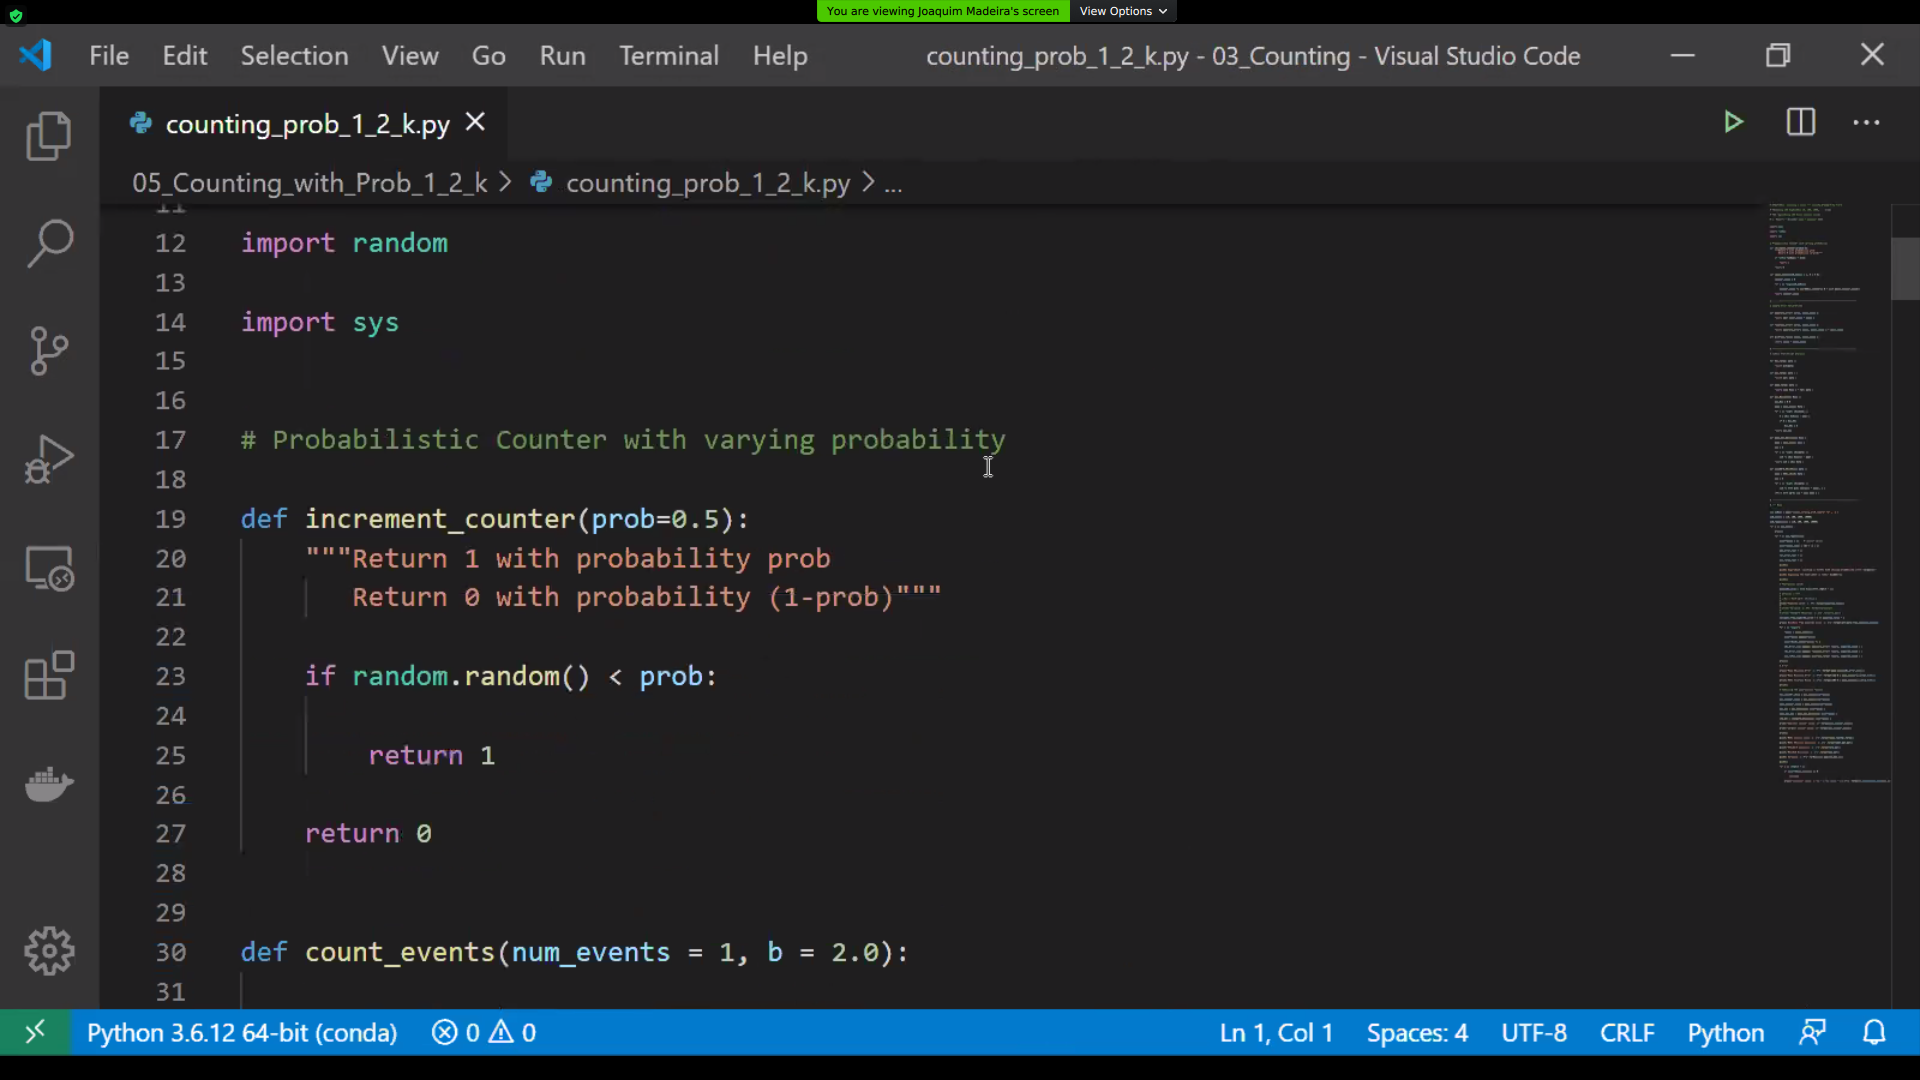 You are viewing Joaquim Madeira's screen View Options
File Edit Selection View Go Run Terminal Help counting_prob_1_2_k.py - 03_Counting - Visual Studio Code
counting_prob_1_2_k.py
05_Counting_with_Prob_1_2_k > counting_prob_1_2_k.py > ...
11
12 import random
13
14 import sys
15
16
17 # Probabilistic Counter with varying probability
18
19 def increment_counter(prob=0.5):
20 """Return 1 with probability prob
21 Return 0 with probability (1-prob)"""
22
23 if random.random() < prob:
24
25 return 1
26
27 return 0
28
29
30 def count_events(num_events = 1, b = 2.0):
31
Python 3.6.12 64-bit (conda) 0 0 Ln 1, Col 1 Spaces: 4 UTF-8 CRLF Python